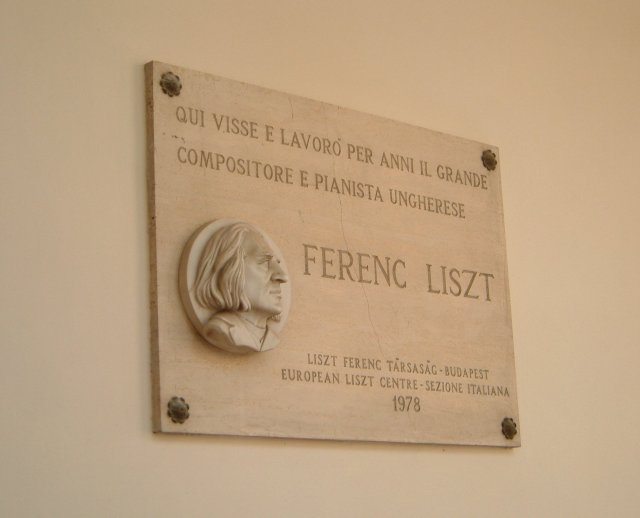 QUI VISSE E LAVORÒ PER ANNI IL GRANDE
COMPOSITORE E PIANISTA UNGHERESE
FERENC LISZT
LISZT FERENC TÁRSASÁG - BUDAPEST
EUROPEAN LISZT CENTRE - SEZIONE ITALIANA
1978